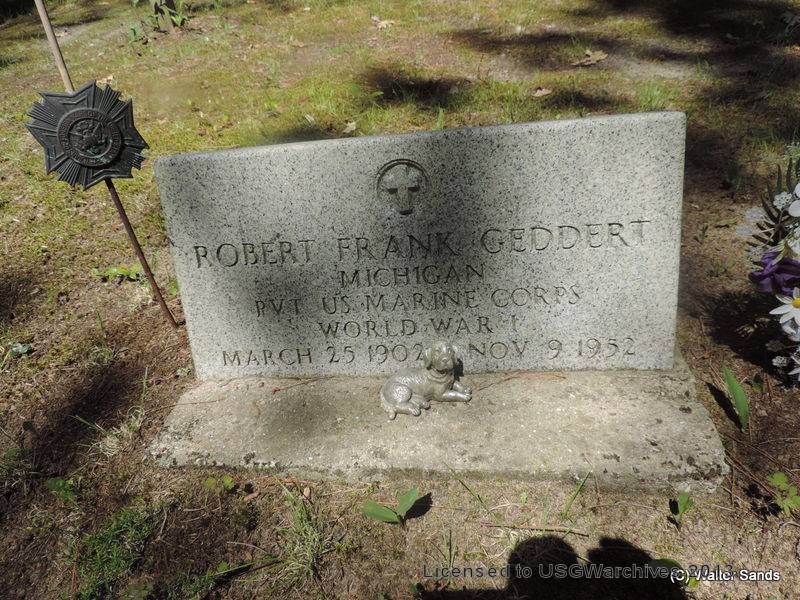 ROBERT FRANK GEDDERT
MICHIGAN
PVT US MARINE CORPS
WORLD WAR I
MARCH 25 1902 NOV 9 1952
Licensed to USGWarchives
(c) Walter Sands